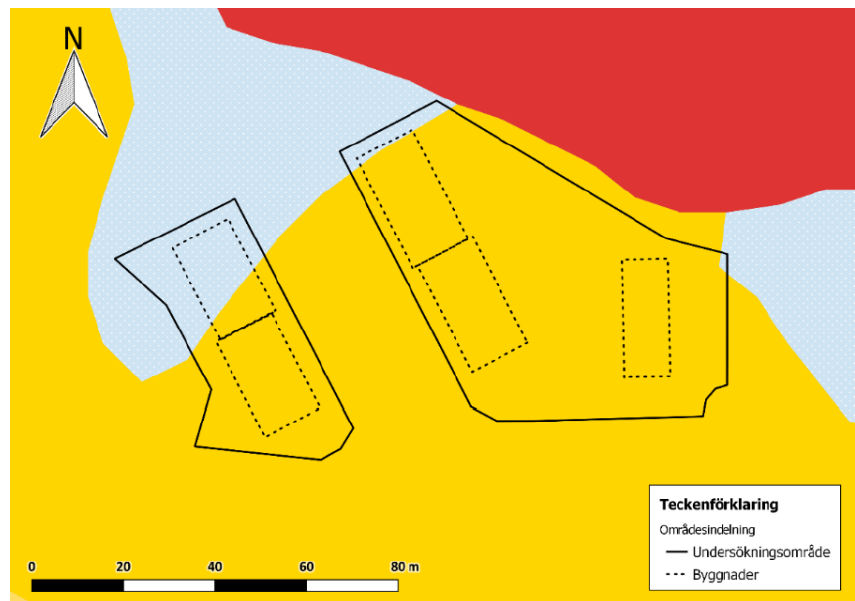 N
Teckenförklaring
Områdesindelning
Undersökningsområde
Byggnader
0 20 40 60 80 m